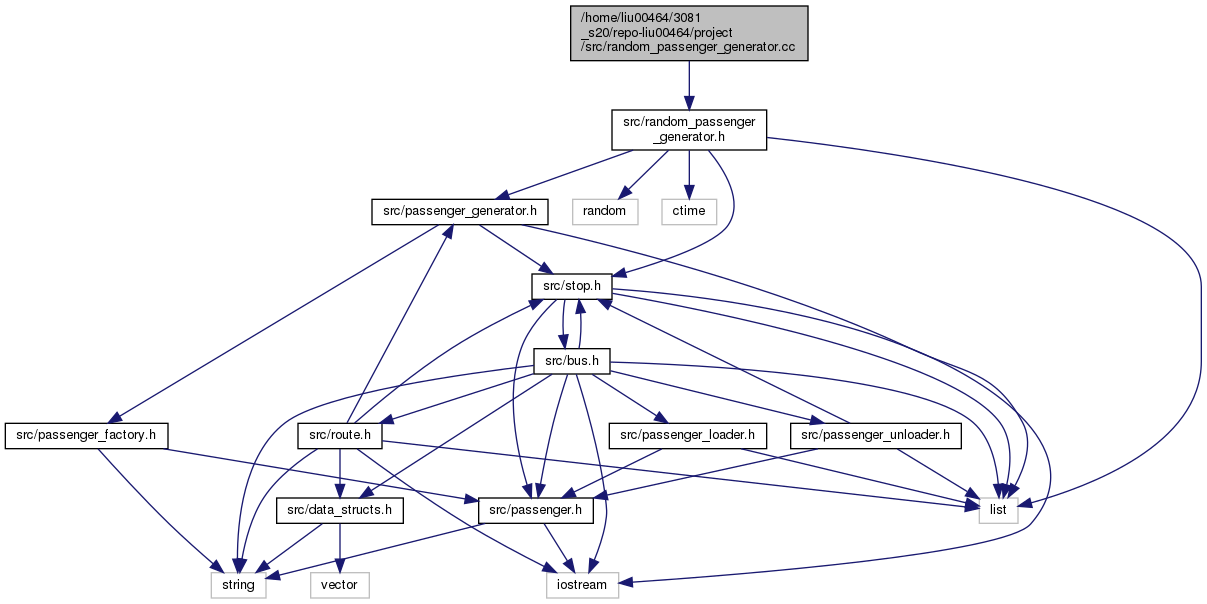 /home/liu00464/3081
_s20/repo-liu00464/project
/src/random_passenger_generator.cc
src/random_passenger
_generator.h
src/passenger_generator.h
random
ctime
src/stop.h
src/bus.h
src/passenger_factory.h
src/route.h
src/passenger_loader.h
src/passenger_unloader.h
src/data_structs.h
src/passenger.h
list
string
vector
iostream